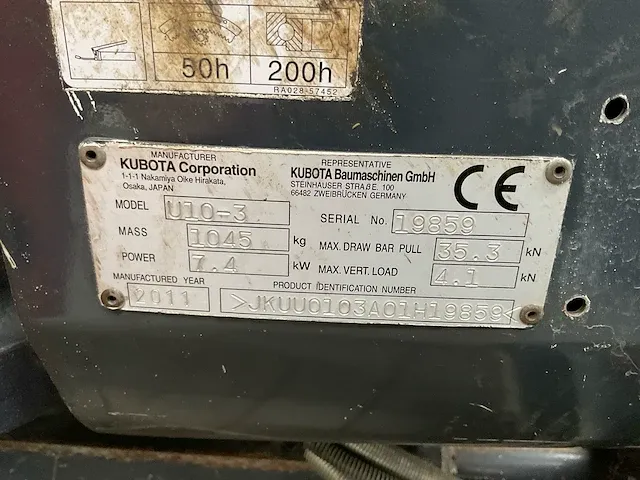 50h
200h
RA028-57452
MANUFACTURER
KUBOTA Corporation
1-1-1 Nakamiya Oike Hirakata,
Osaka, JAPAN
REPRESENTATIVE
KUBOTA Baumaschinen GmbH
STEINHAUSER STRAßE. 100
66482 ZWEIBRÜCKEN GERMANY
CE
MODEL U10-3
SERIAL No. 19859
MASS 1045 kg
MAX. DRAW BAR PULL 35.3 kN
POWER 7.4 kW
MAX. VERT. LOAD 4.1 kN
MANUFACTURED YEAR
2011
PRODUCT IDENTIFICATION NUMBER
>JKUU0103A01H19859<